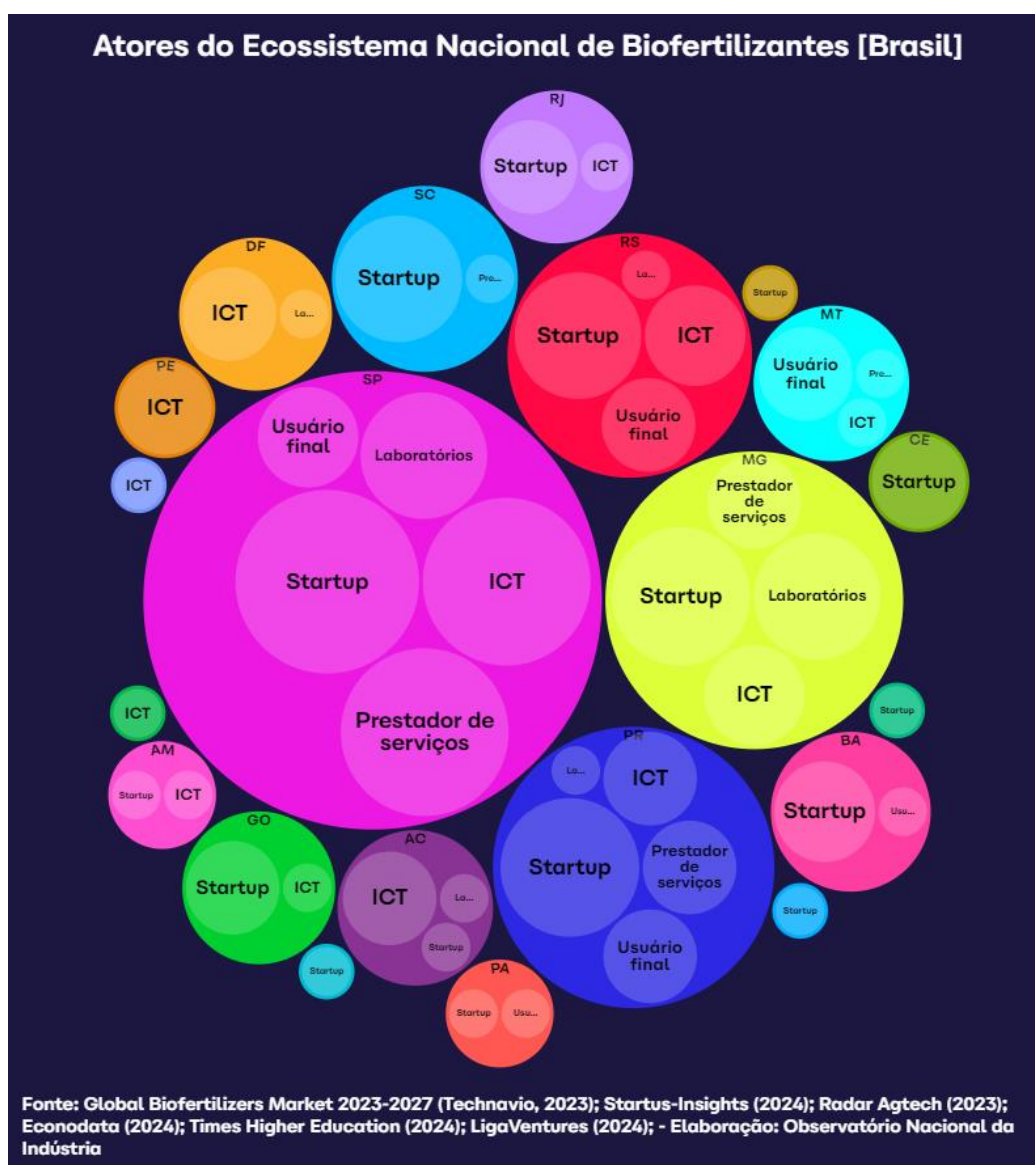 Atores do Ecossistema Nacional de Biofertilizantes [Brasil]
RJ
Startup
ICT
SC
Startup
Pre...
DF
ICT
La...
RS
La...
Startup
ICT
Usuário
final
Startup
MT
Usuário
final
Pre...
ICT
PE
ICT
ICT
SP
Usuário
final
Laboratórios
Startup
ICT
Prestador de
serviços
CE
Startup
MG
Prestador
de
serviços
Startup
Laboratórios
ICT
ICT
Startup
AM
Startup
ICT
PR
La...
ICT
Startup
Prestador
de
serviços
Usuário
final
BA
Startup
Usu...
GO
Startup
ICT
AC
ICT
La...
Startup
Startup
Startup
PA
Startup
Usu...
Fonte: Global Biofertilizers Market 2023-2027 (Technavio, 2023); Startus-Insights (2024); Radar Agtech (2023);
Econodata (2024); Times Higher Education (2024); LigaVentures (2024); - Elaboração: Observatório Nacional da
Indústria